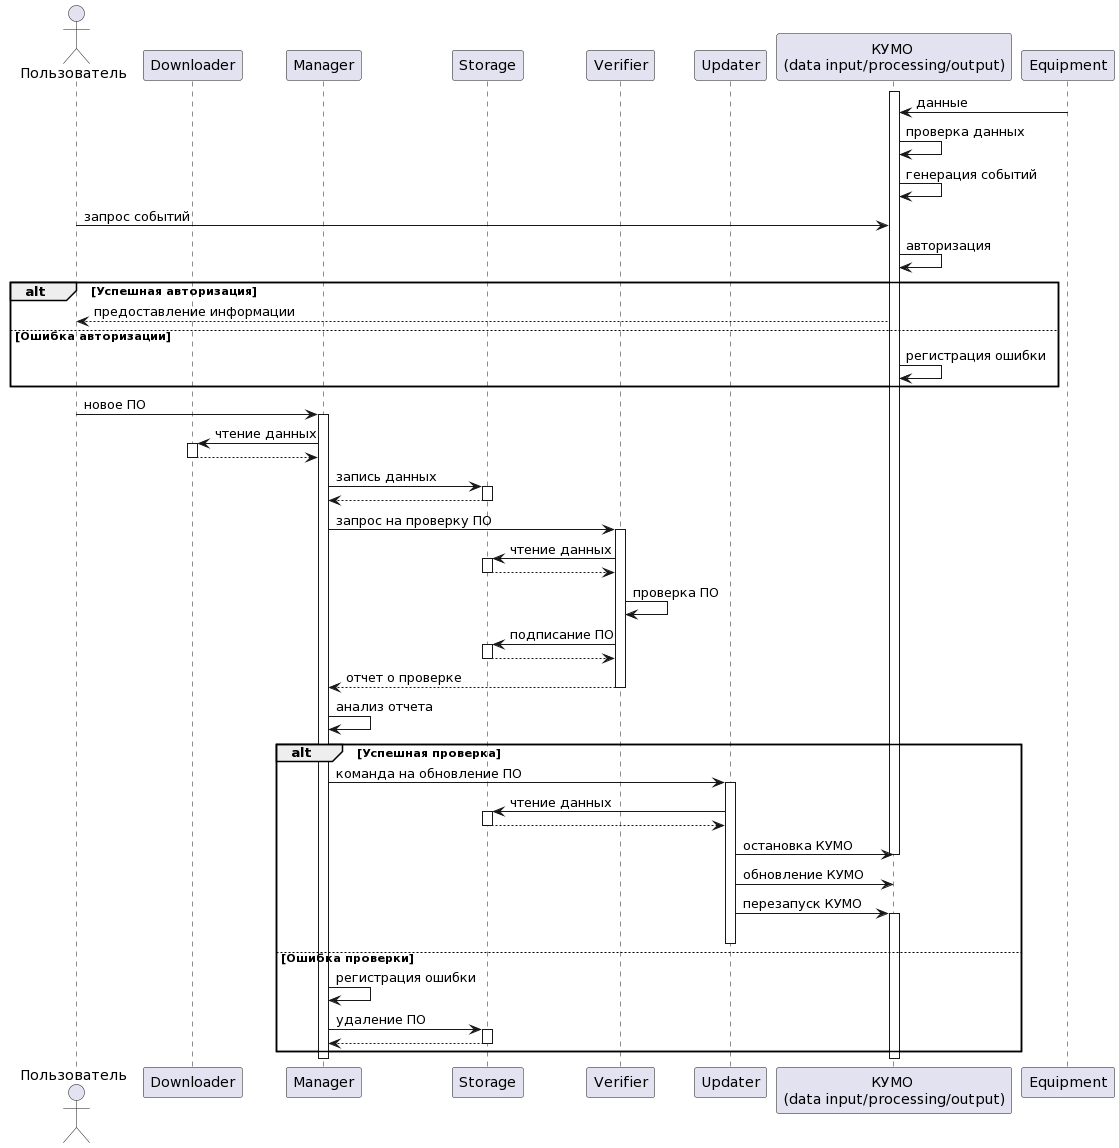 Пользователь
Downloader
Manager
Storage
Verifier
Updater
КУМО
(data input/processing/output)
Equipment
данные
проверка данных
генерация событий
запрос событий
авторизация
alt [Успешная авторизация]
предоставление информации
[Ошибка авторизации]
регистрация ошибки
новое ПО
чтение данных
запись данных
запрос на проверку ПО
чтение данных
проверка ПО
подписание ПО
отчет о проверке
анализ отчета
alt [Успешная проверка]
команда на обновление ПО
чтение данных
остановка КУМО
обновление КУМО
перезапуск КУМО
[Ошибка проверки]
регистрация ошибки
удаление ПО
Пользователь
Downloader
Manager
Storage
Verifier
Updater
КУМО
(data input/processing/output)
Equipment